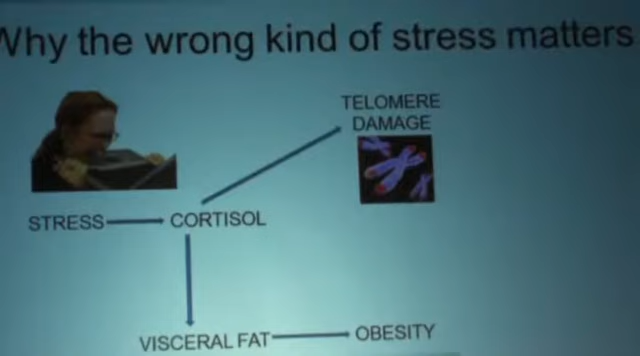 Why the wrong kind of stress matters
TELOMERE
DAMAGE
STRESS CORTISOL
VISCERAL FAT OBESITY